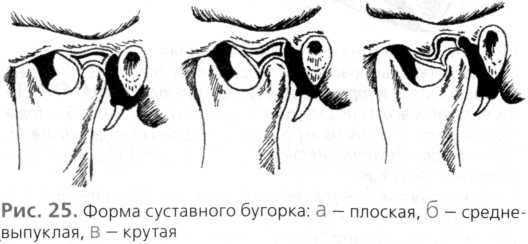 Рис. 25. Форма суставного бугорка: а – плоская, б – средне-
выпуклая, в – крутая